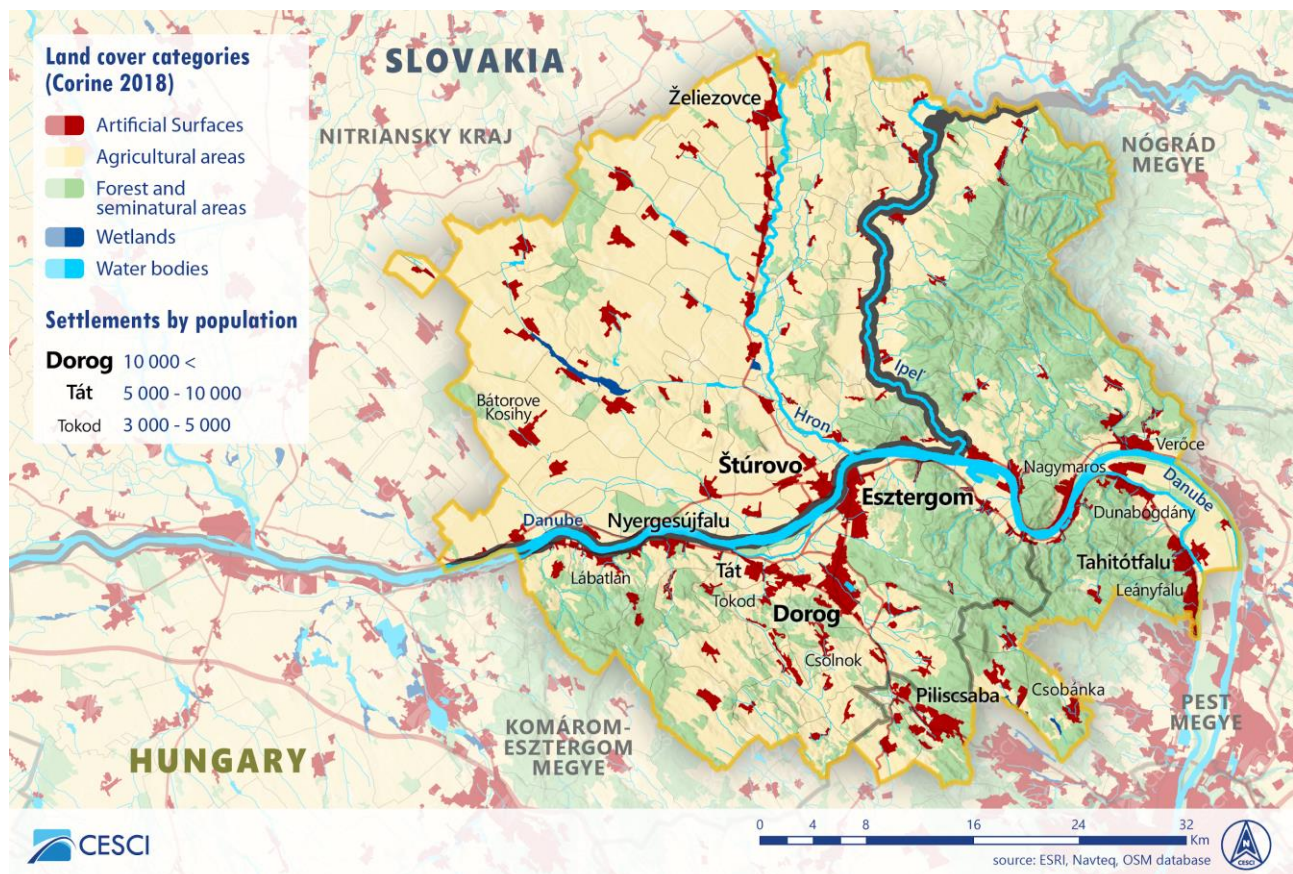 Land cover categories
(Corine 2018)
Artificial Surfaces
Agricultural areas
Forest and
seminatural areas
Wetlands
Water bodies
Settlements by population
Dorog 10 000 <
Tát 5 000 - 10 000
Tokod 3 000 - 5 000
SLOVAKIA
NITRIANSKY KRAJ
Želiezovce
NÓGRÁD
MEGYE
Ipeľ
Hron
Bátorove
Kosihy
Štúrovo
Esztergom
Nagymaros
Verőce
Danube
Dunabogdány
Danube
Nyergesújfalu
Lábatlan
Tát
Tokod
Dorog
Csolnok
Tahitótfalu
Leányfalu
Piliscsaba
Csobánka
PEST
MEGYE
KOMÁROM-
ESZTERGOM
MEGYE
HUNGARY
CESCI
0 4 8 16 24 32
Km
source: ESRI, Navteq, OSM database
N
CESCI